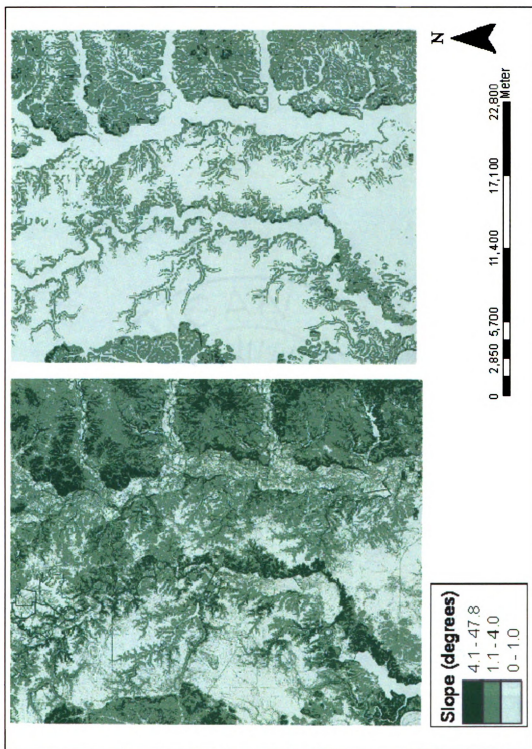 N
0 2,850 5,700 11,400 17,100 22,800
Meter
Slope (degrees)
4.1 - 47.8
1.1 - 4.0
0 - 1.0